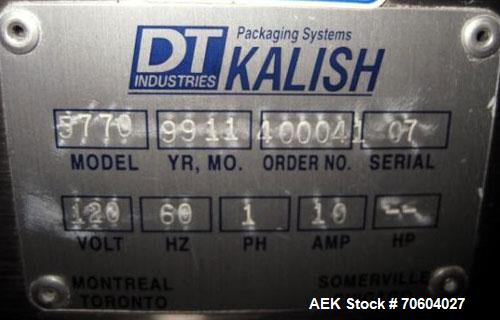 Packaging Systems
DT INDUSTRIES KALISH
5770 9911 400041 07
MODEL YR, MO. ORDER NO. SERIAL
120 60 1 10 --
VOLT HZ PH AMP HP
MONTREAL SOMERVILLE
TORONTO
AEK Stock # 70604027